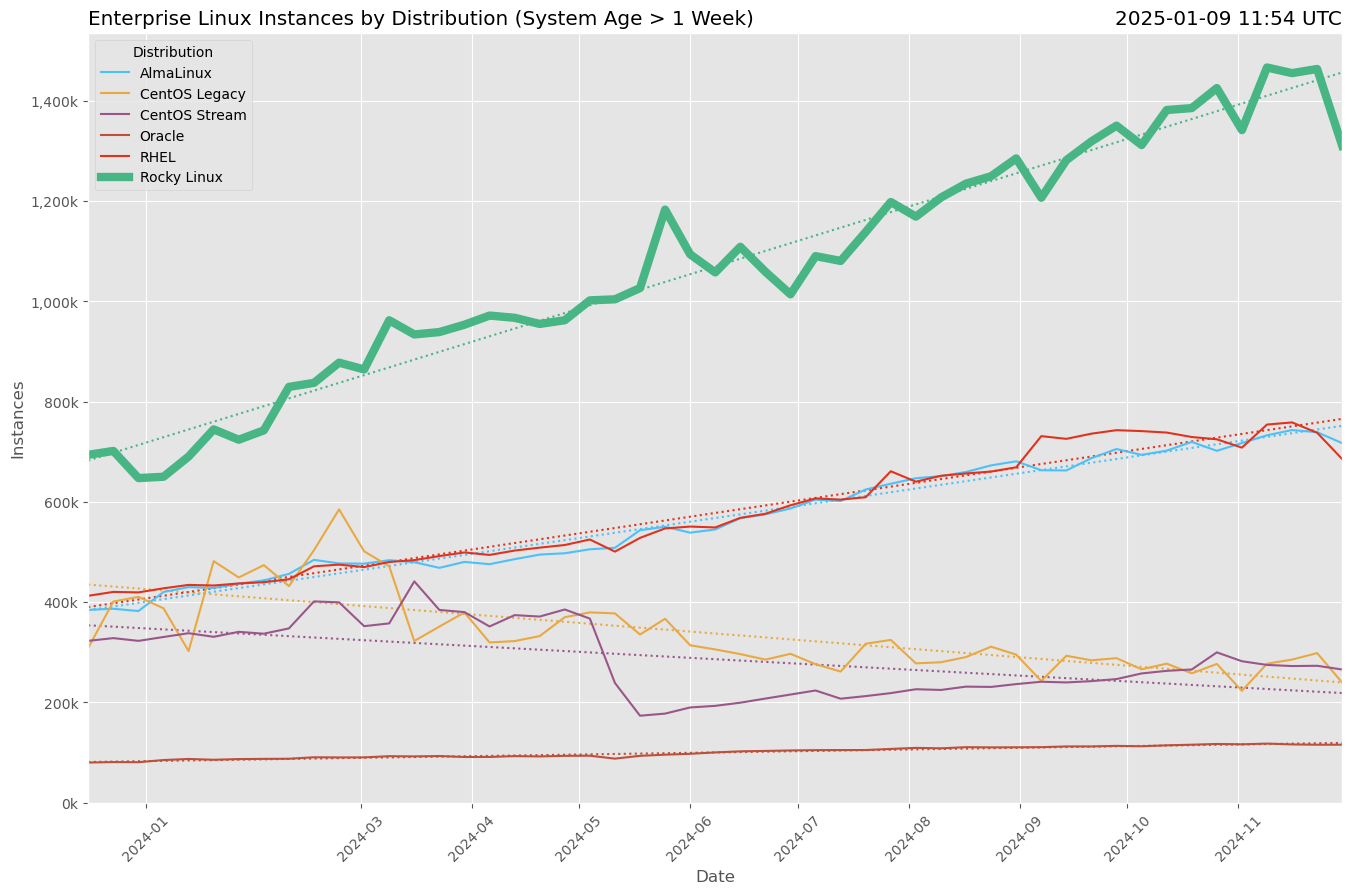 Enterprise Linux Instances by Distribution (System Age > 1 Week)
2025-01-09 11:54 UTC
Distribution
AlmaLinux
CentOS Legacy
CentOS Stream
Oracle
RHEL
Rocky Linux
Instances
1,400k
1,200k
1,000k
800k
600k
400k
200k
0k
2024-01
2024-03
2024-04
2024-05
2024-06
2024-07
2024-08
2024-09
2024-10
2024-11
Date